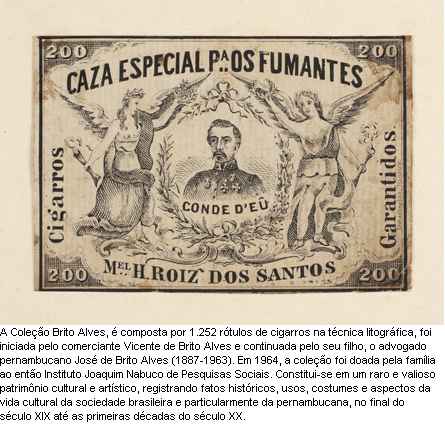 200 200
CAZA ESPECIAL PA. OS FUMANTES
Cigarros
Garantidos
CONDE D'EÚ
200 200
MEL. H. ROIZ DOS SANTOS
A Coleção Brito Alves, é composta por 1.252 rótulos de cigarros na técnica litográfica, foi
iniciada pelo comerciante Vicente de Brito Alves e continuada pelo seu filho, o advogado
pernambucano José de Brito Alves (1887-1963). Em 1964, a coleção foi doada pela família
ao então Instituto Joaquim Nabuco de Pesquisas Sociais. Constitui-se em um raro e valioso
patrimônio cultural e artístico, registrando fatos históricos, usos, costumes e aspectos da
vida cultural da sociedade brasileira e particularmente da pernambucana, no final do
século XIX até as primeiras décadas do século XX.